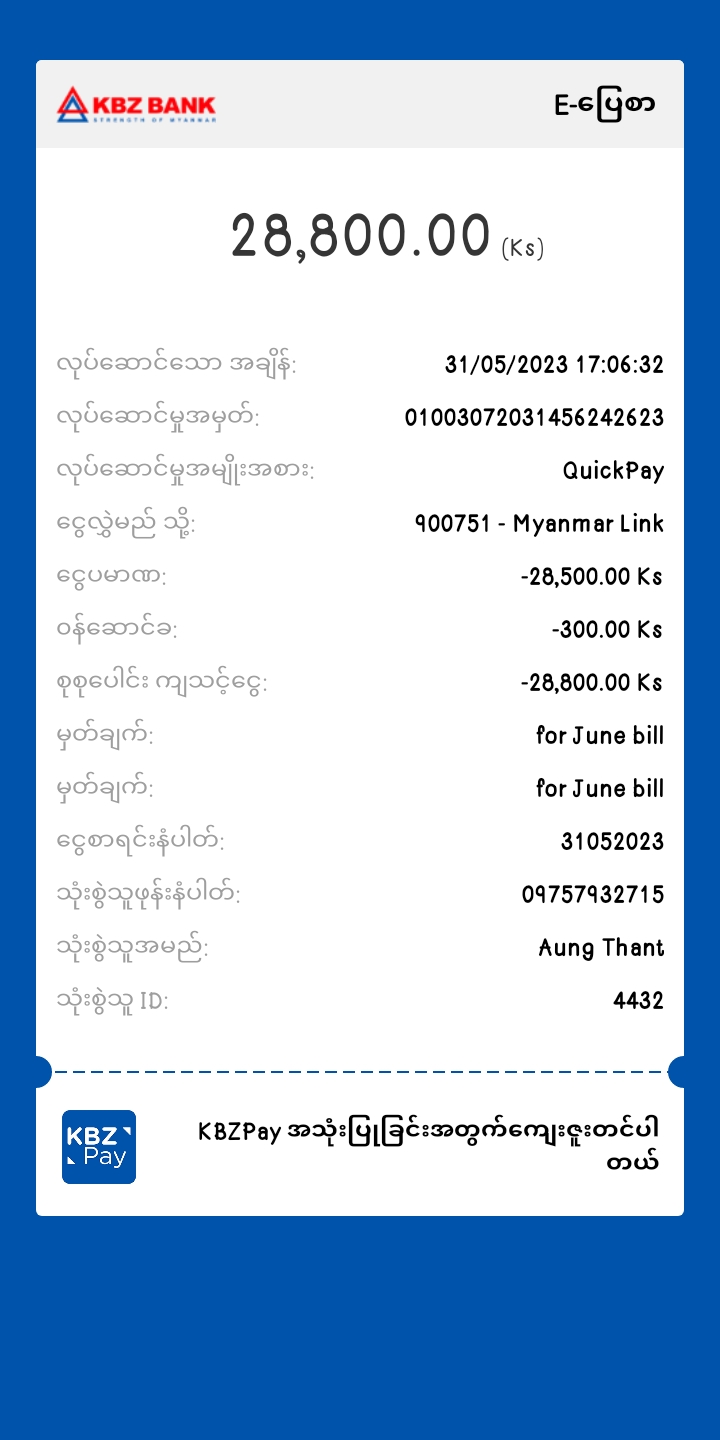 KBZ BANK
STRENGTH OF MYANMAR
E-ပြေစာ
28,800.00 (Ks)
လုပ်ဆောင်သော အချိန်: 31/05/2023 17:06:32
လုပ်ဆောင်မှုအမှတ်: 01003072031456242623
လုပ်ဆောင်မှုအမျိုးအစား: QuickPay
ငွေလွှဲမည် သို့: 900751 - Myanmar Link
ငွေပမာဏ: -28,500.00 Ks
ဝန်ဆောင်ခ: -300.00 Ks
စုစုပေါင်း ကျသင့်ငွေ: -28,800.00 Ks
မှတ်ချက်: for June bill
မှတ်ချက်: for June bill
ငွေစာရင်းနံပါတ်: 31052023
သုံးစွဲသူဖုန်းနံပါတ်: 09757932715
သုံးစွဲသူအမည်: Aung Thant
သုံးစွဲသူ ID: 4432
KBZ
Pay
KBZPay အသုံးပြုခြင်းအတွက်ကျေးဇူးတင်ပါ
တယ်